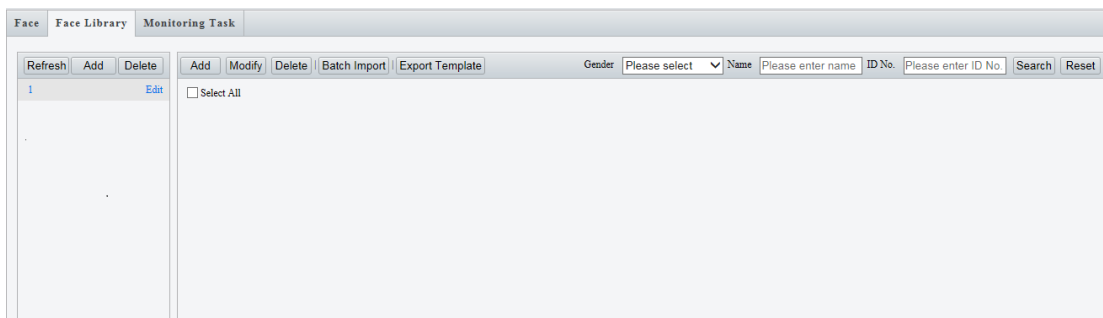 Face Face Library Monitoring Task
Refresh Add Delete Add Modify Delete | Batch Import | Export Template Gender Please select Name Please enter name ID No. Please enter ID No. Search Reset
1 Edit Select All